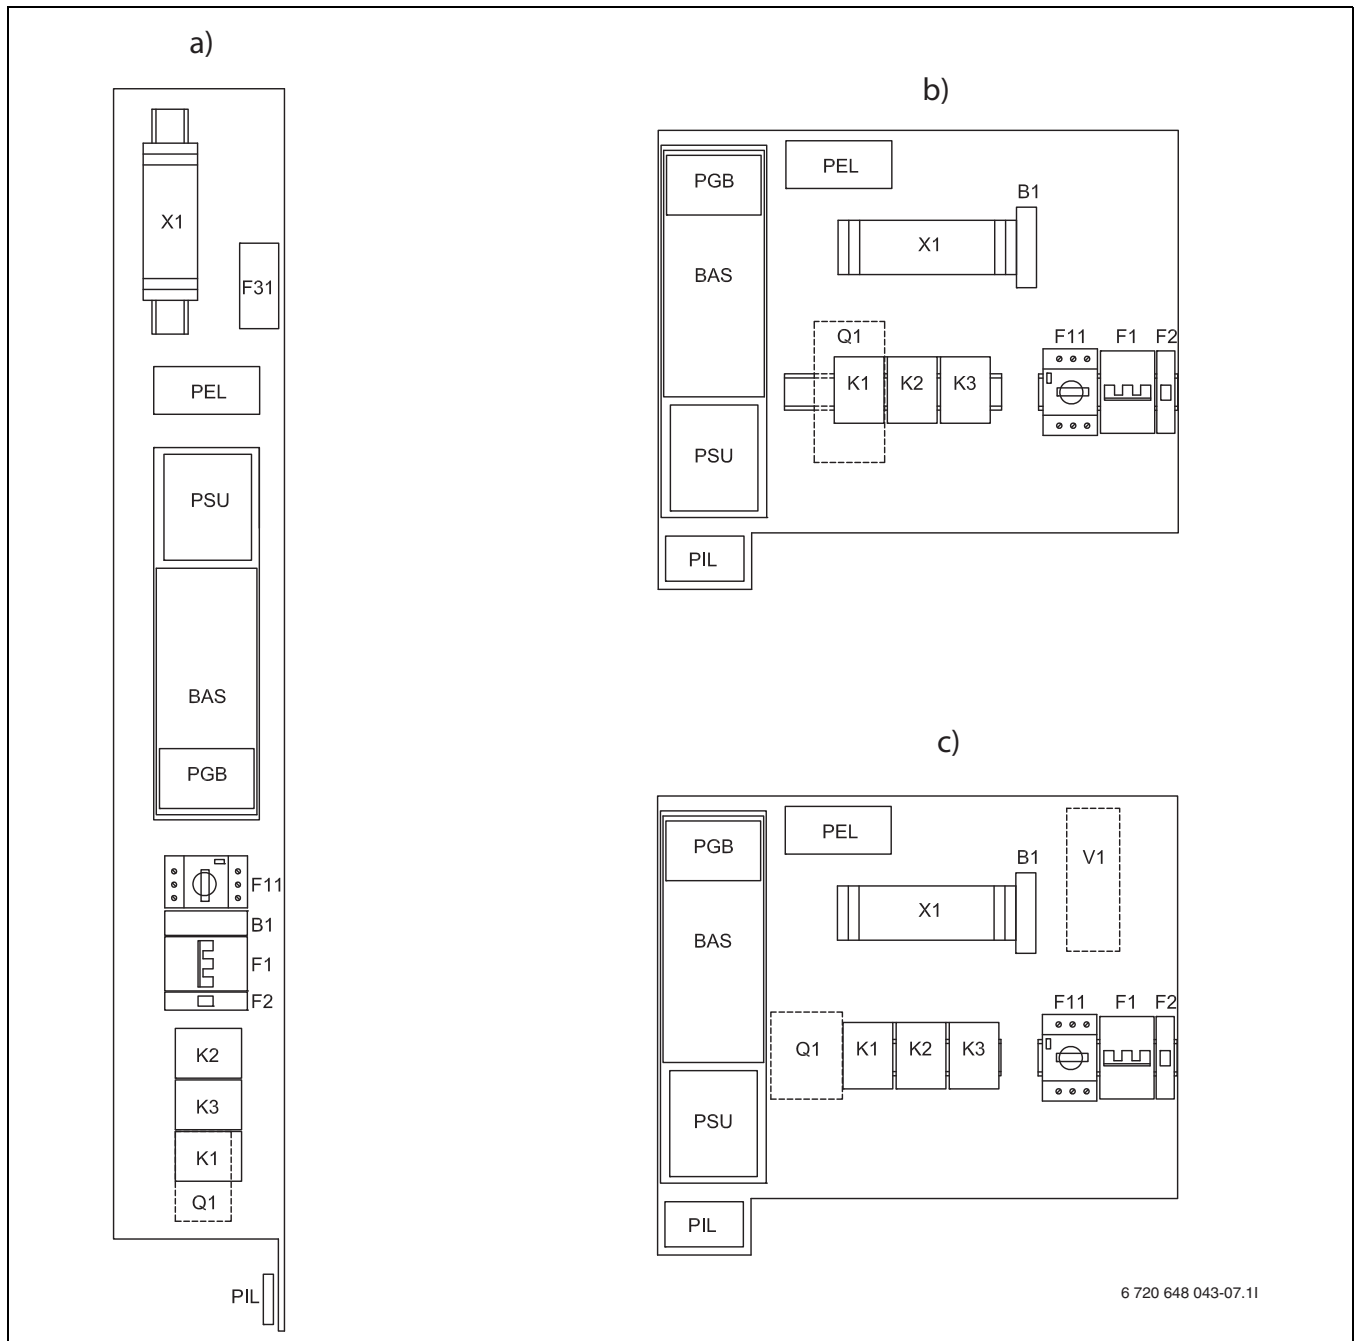 a)
X1
F31
PEL
PSU
BAS
PGB
F11
B1
F1
F2
K2
K3
K1
Q1
PIL
b)
PGB
PEL
B1
X1
BAS
Q1
F11 F1 F2
K1 K2 K3
PSU
PIL
c)
PGB
PEL
B1
V1
X1
BAS
F11 F1 F2
Q1 K1 K2 K3
PSU
PIL
6 720 648 043-07.1I